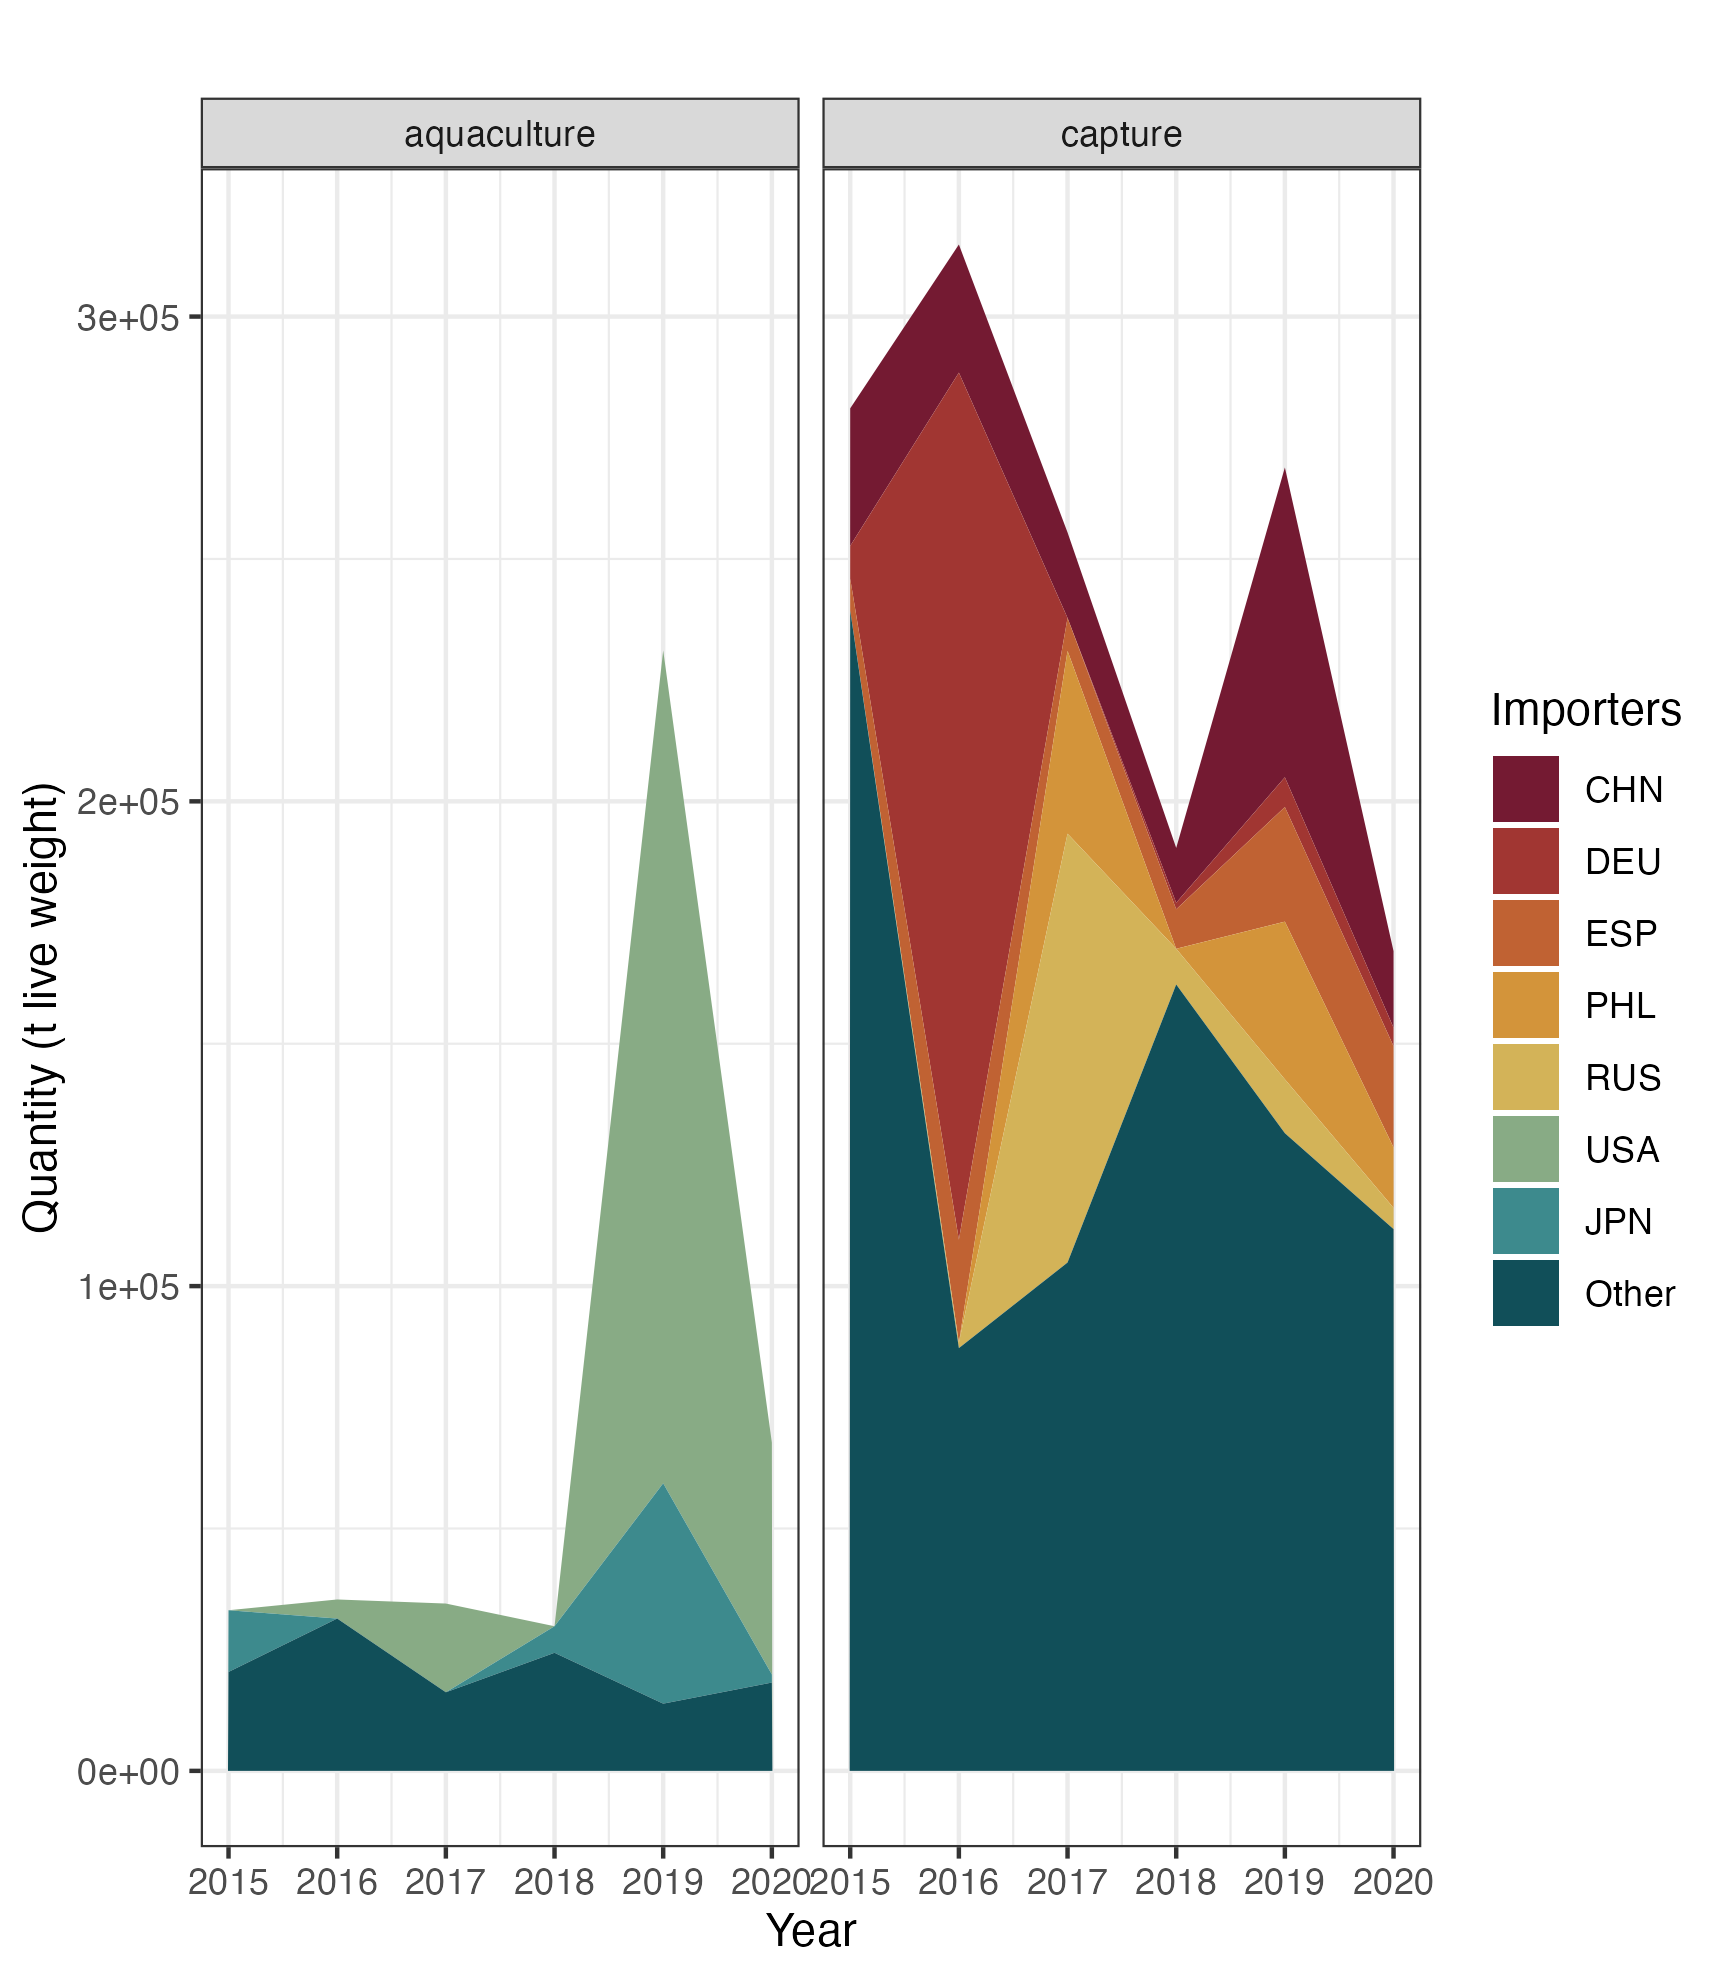 aquaculture
capture
Quantity (t live weight)
3e+05
2e+05
1e+05
0e+00
2015 2016 2017 2018 2019 2020
2015 2016 2017 2018 2019 2020
Year
Importers
CHN
DEU
ESP
PHL
RUS
USA
JPN
Other